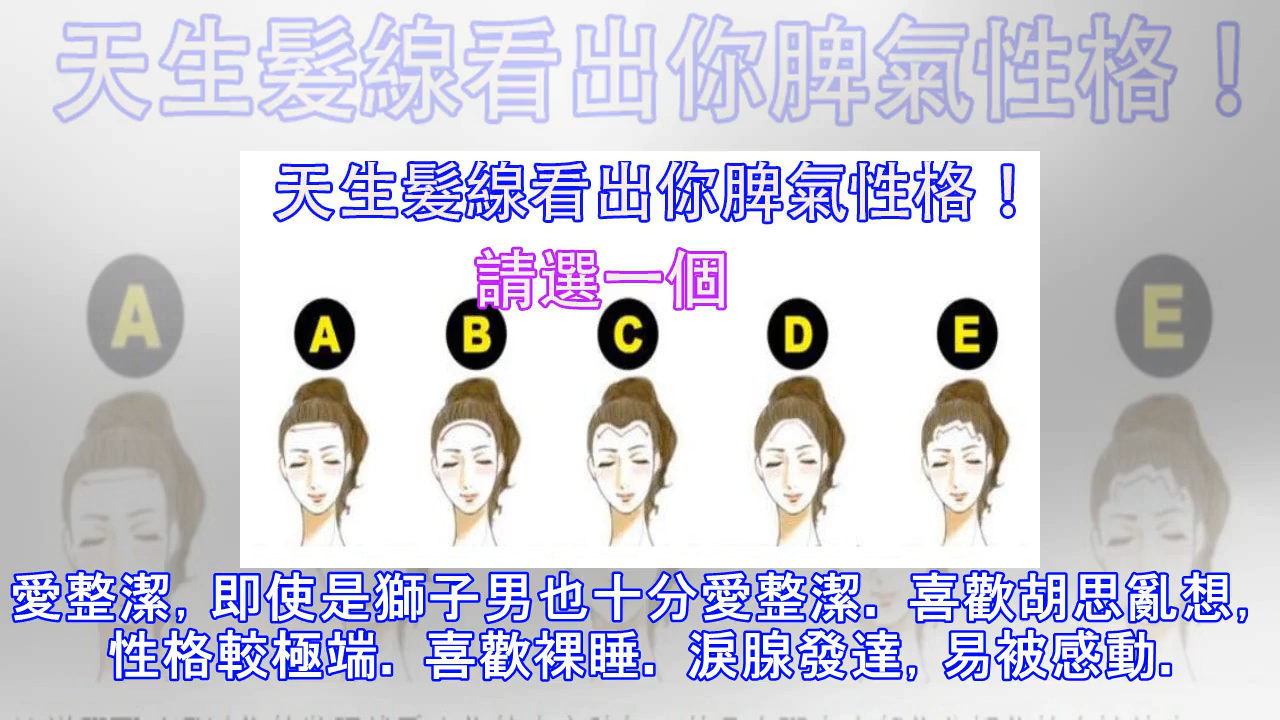 天生髮線看出你脾氣性格！
天生髮線看出你脾氣性格！
請選一個
A
B
C
D
E
A
E
愛整潔, 即使是獅子男也十分愛整潔. 喜歡胡思亂想,
性格較極端. 喜歡裸睡. 淚腺發達, 易被感動.